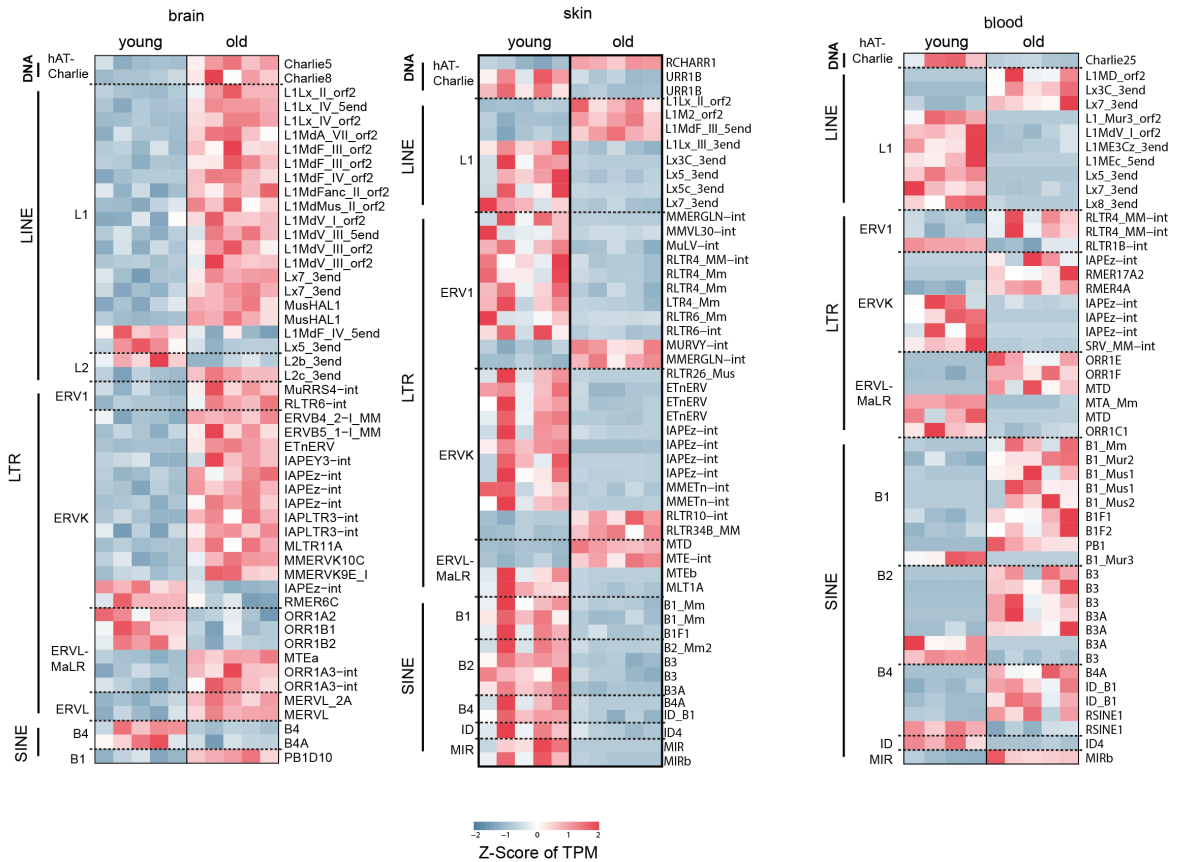 brain
young old
DNA
hAT-
Charlie
LINE
L1
L2
LTR
ERV1
ERVK
ERVL-
MaLR
ERVL
SINE
B4
B1
Charlie5
Charlie8
L1Lx_II_orf2
L1Lx_IV_5end
L1Lx_IV_orf2
L1MdA_VII_orf2
L1MdF_III_orf2
L1MdF_II_orf2
L1MdF_IV_orf2
L1MdFanc_II_orf2
L1MdMus_II_orf2
L1MdV_I_orf2
L1MdV_III_5end
L1MdV_III_orf2
L1MdV_III_orf2
Lx7_3end
Lx7_3end
MusHAL1
MusHAL1
L1MdF_IV_5end
Lx5_3end
L2b_3end
L2c_3end
MuRRS4-int
RLTR6-int
ERVB4_2-I_MM
ERVB5_1-I_MM
ETnERV
IAPEY3-int
IAPEz-int
IAPEz-int
IAPEz-int
IAPLTR3-int
IAPLTR3-int
MLTR11A
MMERVK10C
MMERVK9E_I
IAPEz-int
RMER6C
ORR1A2
ORR1B1
ORR1B2
MTEa
ORR1A3-int
ORR1A3-int
MERVL_2A
MERVL
B4
B4A
PB1D10
skin
young old
DNA
hAT-
Charlie
LINE
L1
LTR
ERV1
ERVK
ERVL-
MaLR
SINE
B1
B2
B4
ID
MIR
RCHARR1
URR1B
URR1B
L1Lx_II_orf2
L1M2_orf2
L1MdF_III_5end
L1Lx_III_3end
Lx3C_3end
Lx5_3end
Lx5c_3end
Lx7_3end
MMERGLN-int
MMVL30-int
MuLV-int
RLTR4_MM-int
RLTR4_Mm
RLTR4_Mm
LTR4_Mm
RLTR6_Mm
RLTR6-int
MURVY-int
MMERGLN-int
RLTR26_Mus
ETnERV
ETnERV
ETnERV
IAPEz-int
IAPEz-int
IAPEz-int
IAPEz-int
MMETn-int
MMETn-int
RLTR10-int
RLTR34B_MM
MTD
MTE-int
MTEb
MLT1A
B1_Mm
B1_Mm
B1F1
B2_Mm2
B3
B3
B3A
B4A
ID_B1
ID4
MIR
MIRb
blood
young old
DNA
hAT-
Charlie
LINE
L1
LTR
ERV1
ERVK
ERVL-
MaLR
SINE
B1
B2
B4
ID
MIR
Charlie25
L1MD_orf2
Lx3C_3end
Lx7_3end
L1_Mur3_orf2
L1MdV_I_orf2
L1ME3Cz_3end
L1MEc_5end
Lx5_3end
Lx7_3end
Lx8_3end
RLTR4_MM-int
RLTR4_MM-int
RLTR1B-int
IAPEz-int
RMER17A2
RMER4A
IAPEz-int
IAPEz-int
IAPEz-int
SRV_MM-int
ORR1E
ORR1F
MTD
MTA_Mm
MTD
ORR1C1
B1_Mm
B1_Mur2
B1_Mus1
B1_Mus1
B1_Mus2
B1F1
B1F2
PB1
B1_Mur3
B3
B3
B3
B3A
B3A
B3A
B3
B4A
ID_B1
ID_B1
RSINE1
RSINE1
ID4
MIRb
−2 −1 0 1 2
Z-Score of TPM